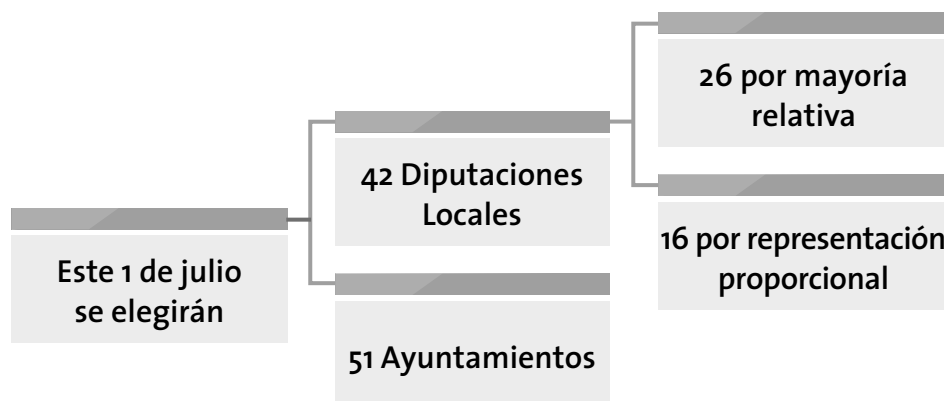 Este 1 de julio
se elegirán
42 Diputaciones
Locales
26 por mayoría
relativa
16 por representación
proporcional
51 Ayuntamientos